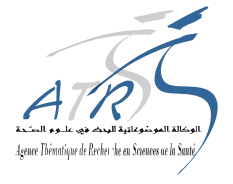 ATRSS
الوكالة الموضوعاتية للبحث في علوم الصحة
Agence Thématique de Recherche en Sciences de la Santé